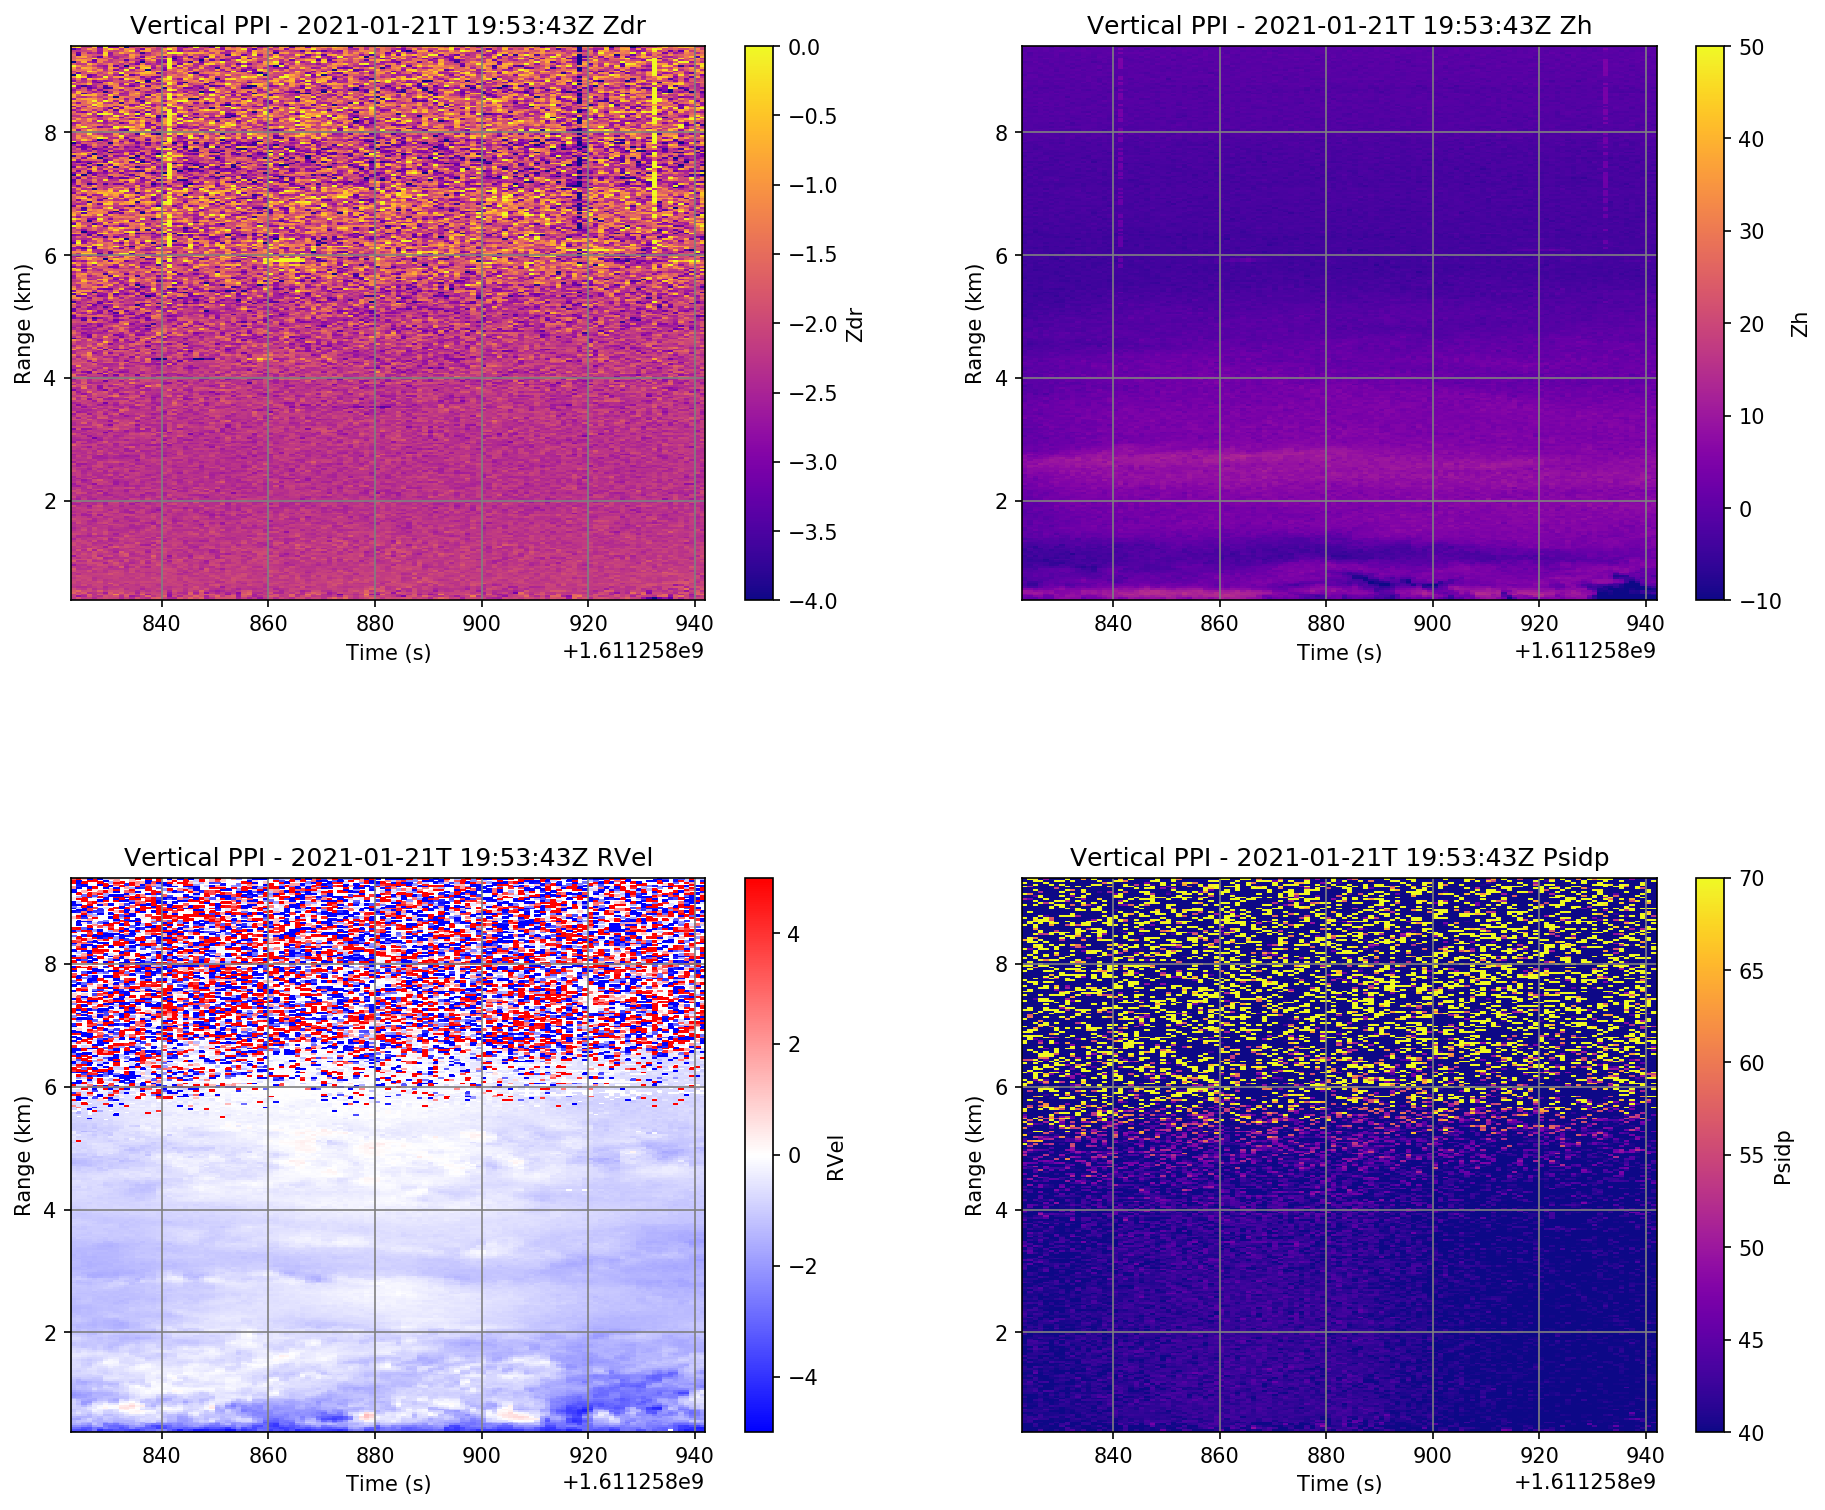 Vertical PPI - 2021-01-21T 19:53:43Z Zdr
8
6
4
2
Range (km)
840 860 880 900 920 940
Time (s)
+1.611258e9
0.0
−0.5
−1.0
−1.5
−2.0
−2.5
−3.0
−3.5
−4.0
Zdr
Vertical PPI - 2021-01-21T 19:53:43Z Zh
8
6
4
2
Range (km)
840 860 880 900 920 940
Time (s)
+1.611258e9
50
40
30
20
10
0
−10
Zh
Vertical PPI - 2021-01-21T 19:53:43Z RVel
8
6
4
2
Range (km)
840 860 880 900 920 940
Time (s)
+1.611258e9
4
2
0
−2
−4
RVel
Vertical PPI - 2021-01-21T 19:53:43Z Psidp
8
6
4
2
Range (km)
840 860 880 900 920 940
Time (s)
+1.611258e9
70
65
60
55
50
45
40
Psidp